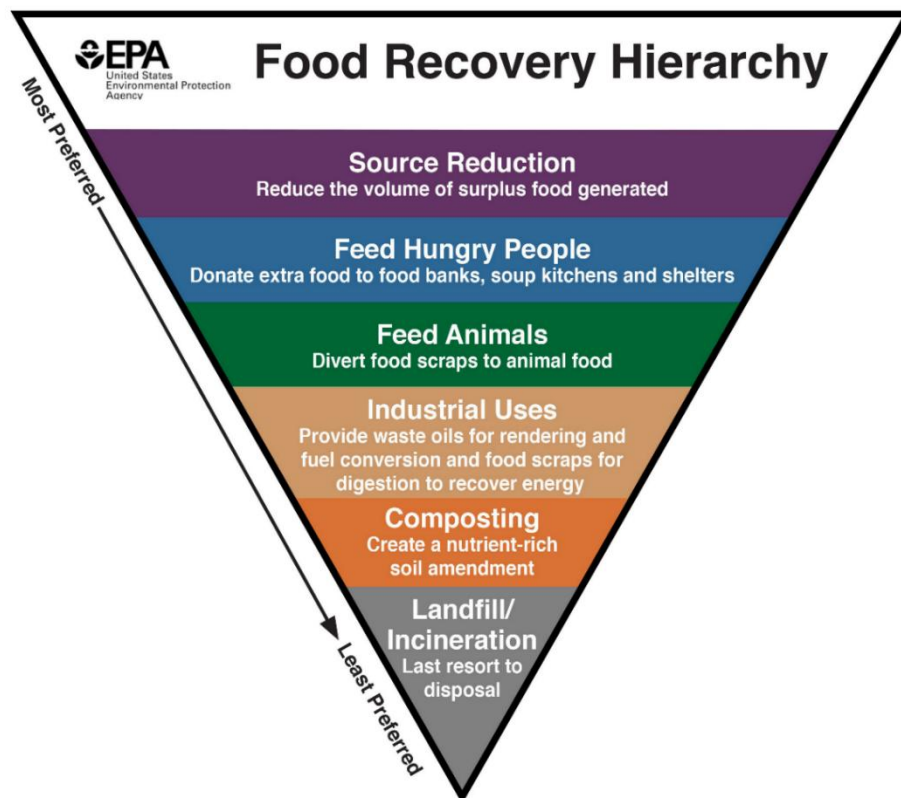 EPA
United States
Environmental Protection
Agency
Food Recovery Hierarchy
Most Preferred
Source Reduction
Reduce the volume of surplus food generated
Feed Hungry People
Donate extra food to food banks, soup kitchens and shelters
Feed Animals
Divert food scraps to animal food
Industrial Uses
Provide waste oils for rendering and
fuel conversion and food scraps for
digestion to recover energy
Composting
Create a nutrient-rich
soil amendment
Landfill/
Incineration
Last resort to
disposal
Least Preferred